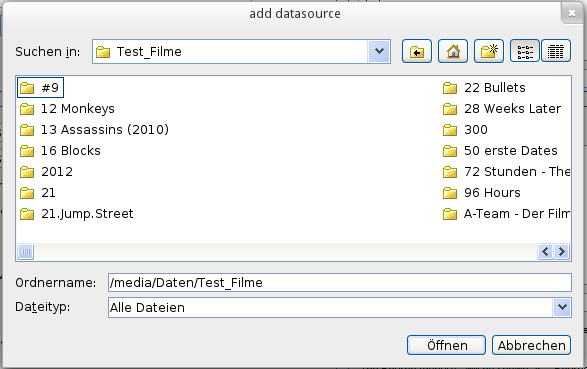 add datasource
Suchen in: Test_Filme
#9
12 Monkeys
13 Assassins (2010)
16 Blocks
2012
21
21.Jump.Street
22 Bullets
28 Weeks Later
300
50 erste Dates
72 Stunden - The
96 Hours
A-Team - Der Film
Ordnername: /media/Daten/Test_Filme
Dateityp: Alle Dateien
Öffnen Abbrechen